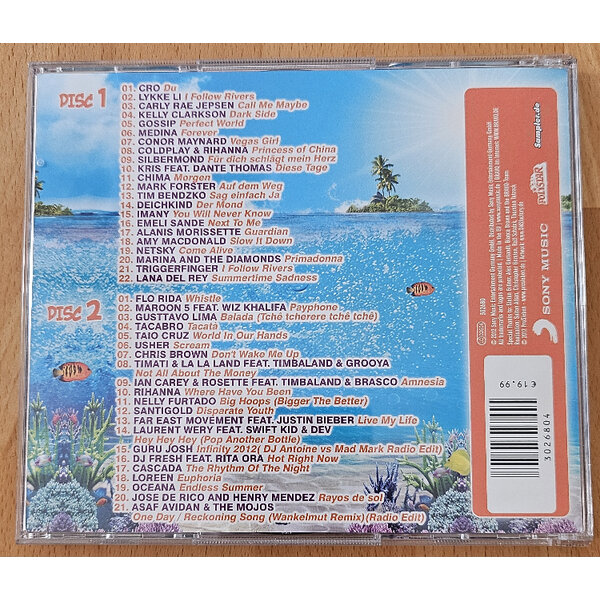 DISC 1
01. CRO Du
02. LYKKE LI I Follow Rivers
03. CARLY RAE JEPSEN Call Me Maybe
04. KELLY CLARKSON Dark Side
05. GOSSIP Perfect World
06. MEDINA Forever
07. CONOR MAYNARD Vegas Girl
08. COLDPLAY & RIHANNA Princess of China
09. SILBERMOND Für dich schlägt mein Herz
10. KRIS FEAT. DANTE THOMAS Diese Tage
11. CHIMA Morgen
12. MARK FORSTER Auf dem Weg
13. TIM BENDZKO Sag einfach Ja
14. DEICHKIND Der Mond
15. IMANY You Will Never Know
16. EMELI SANDE Next To Me
17. ALANIS MORISSETTE Guardian
18. AMY MACDONALD Slow It Down
19. NETSKY Come Alive
20. MARINA AND THE DIAMONDS Primadonna
21. TRIGGERFINGER I Follow Rivers
22. LANA DEL REY Summertime Sadness
DISC 2
01. FLO RIDA Whistle
02. MAROON 5 FEAT. WIZ KHALIFA Payphone
03. GUSTTAVO LIMA Balada (Tchê tcherere tchê tchê)
04. TACABRO Tacatà
05. TAIO CRUZ World In Our Hands
06. USHER Scream
07. CHRIS BROWN Don't Wake Me Up
08. TIMATI & LA LA LAND FEAT. TIMBALAND & GROOYA
Not All About The Money
09. IAN CAREY & ROSETTE FEAT. TIMBALAND & BRASCO Amnesia
10. RIHANNA Where Have You Been
11. NELLY FURTADO Big Hoops (Bigger The Better)
12. SANTIGOLD Disparate Youth
13. FAR EAST MOVEMENT FEAT. JUSTIN BIEBER Live My Life
14. LAURENT WERY FEAT. SWIFT KID & DEV
Hey Hey Hey (Pop Another Bottle)
15. GURU JOSH Infinity 2012 ( DJ Antoine vs Mad Mark Radio Edit)
16. DJ FRESH FEAT. RITA ORA Hot Right Now
17. CASCADA The Rhythm Of The Night
18. LOREEN Euphoria
19. OCEANA Endless Summer
20. JOSE DE RICO AND HENRY MENDEZ Rayos de sol
21. ASAF AVIDAN & THE MOJOS
One Day / Reckoning Song (Wankelmut Remix) (Radio Edit)
Sampler.de
POLYSTAR
SONY MUSIC
€19.99
3026804